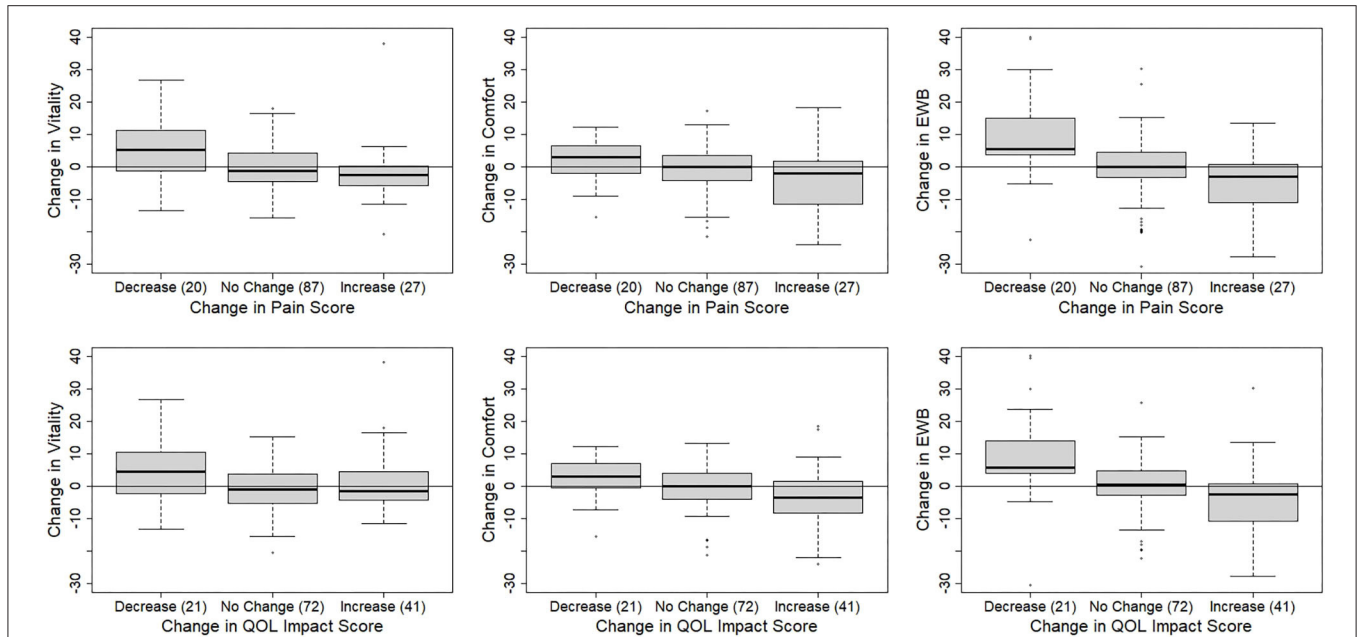 40
20
10
0
-10
-30
Change in Vitality
Decrease (20) No Change (87) Increase (27)
Change in Pain Score
40
20
10
0
-10
-30
Change in Comfort
Decrease (20) No Change (87) Increase (27)
Change in Pain Score
40
20
10
0
-10
-30
Change in EWB
Decrease (20) No Change (87) Increase (27)
Change in Pain Score
40
20
10
0
-10
-30
Change in Vitality
Decrease (21) No Change (72) Increase (41)
Change in QOL Impact Score
40
20
10
0
-10
-30
Change in Comfort
Decrease (21) No Change (72) Increase (41)
Change in QOL Impact Score
40
20
10
0
-10
-30
Change in EWB
Decrease (21) No Change (72) Increase (41)
Change in QOL Impact Score